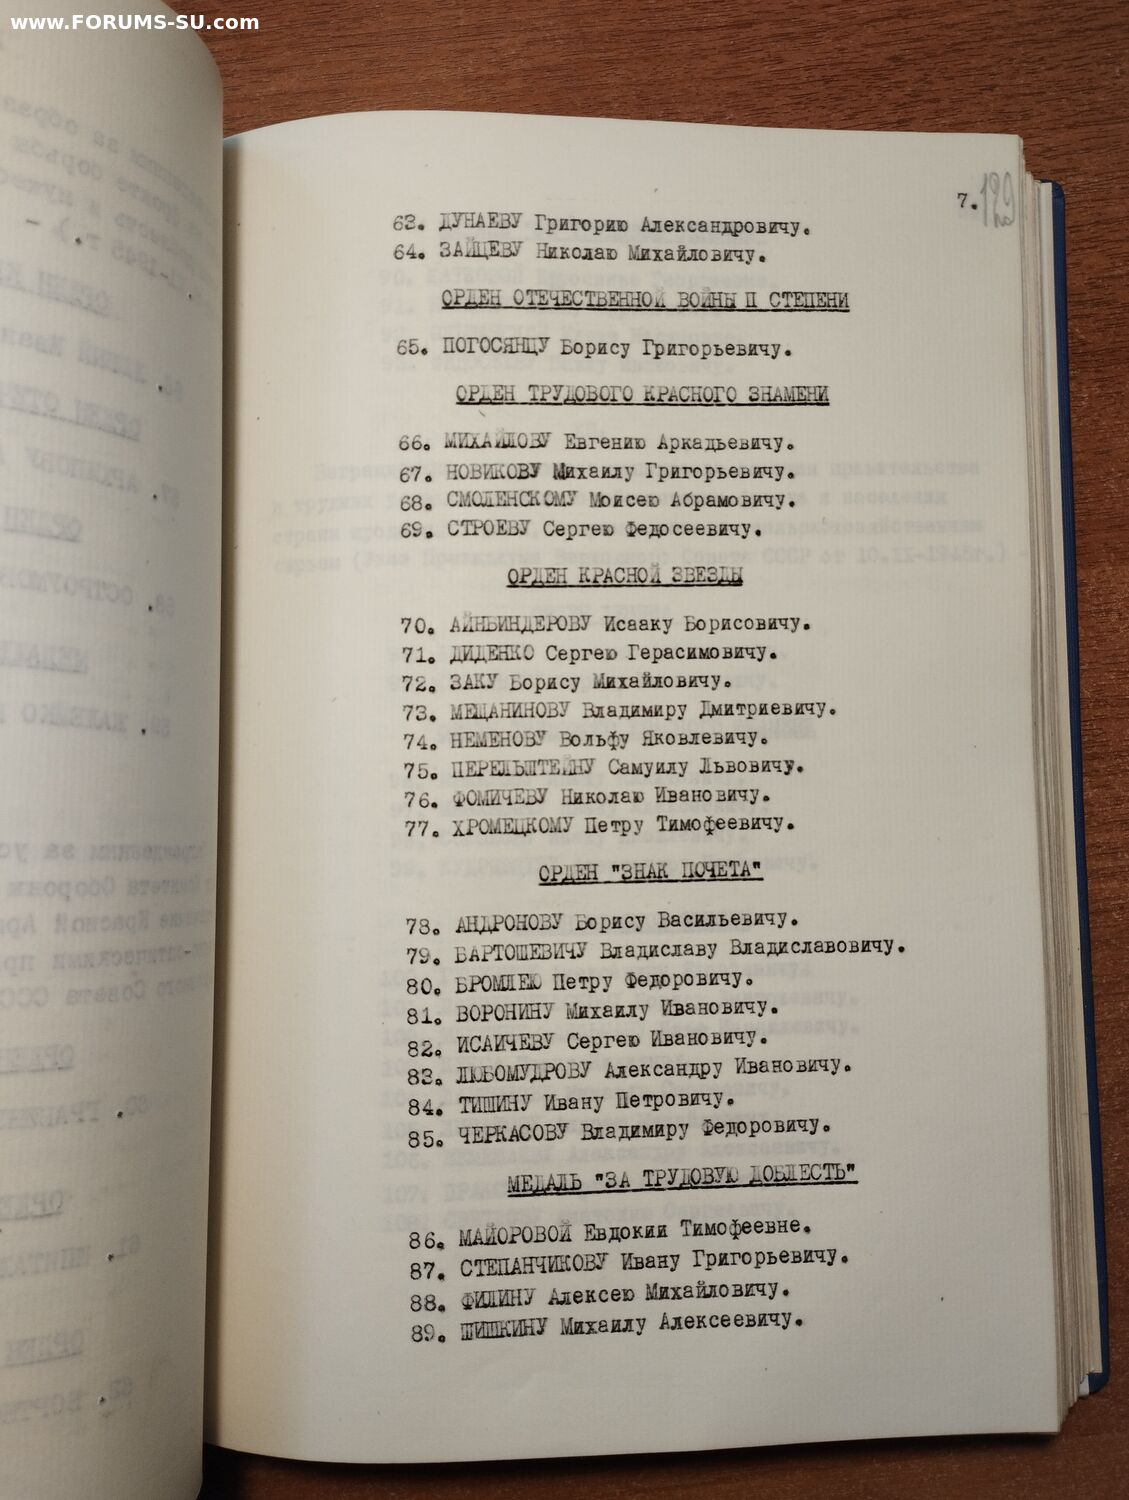 www.FORUMS-SU.com
7.
63. ДУНАЕВУ Григорию Александровичу.
64. ЗАЙЦЕВУ Николаю Михайловичу.
ОРДЕН ОТЕЧЕСТВЕННОЙ ВОЙНЫ П СТЕПЕНИ
65. ПОГОСЯНЦУ Борису Григорьевичу.
ОРДЕН ТРУДОВОГО КРАСНОГО ЗНАМЕНИ
66. МИХАЙЛОВУ Евгению Аркадьевичу.
67. НОВИКОВУ Михаилу Григорьевичу.
68. СМОЛЕНСКОМУ Моисею Абрамовичу.
69. СТРОЕВУ Сергею Федосеевичу.
ОРДЕН КРАСНОЙ ЗВЕЗДЫ
70. АЙНБИНДЕРОВУ Исааку Борисовичу.
71. ДИДЕНКО Сергею Герасимовичу.
72. ЗАКУ Борису Михайловичу.
73. МЕЩАНИНОВУ Владимиру Дмитриевичу.
74. НЕМЕНОВУ Вольфу Яковлевичу.
75. ПЕРЕЛЬШТЕЙНУ Самуилу Львовичу.
76. ФОМИЧЕВУ Николаю Ивановичу.
77. ХРОМЕЦКОМУ Петру Тимофеевичу.
ОРДЕН "ЗНАК ПОЧЕТА"
78. АНДРОНОВУ Борису Васильевичу.
79. БАРТОШЕВИЧУ Владиславу Владиславовичу.
80. БРОМЛЕЮ Петру Федоровичу.
81. ВОРОНИНУ Михаилу Ивановичу.
82. ИСАИЧЕВУ Сергею Ивановичу.
83. ЛЮБОМУДРОВУ Александру Ивановичу.
84. ТИШИНУ Ивану Петровичу.
85. ЧЕРКАСОВУ Владимиру Федоровичу.
МЕДАЛЬ "ЗА ТРУДОВУЮ ДОБЛЕСТЬ"
86. МАЙОРОВОЙ Евдокии Тимофеевне.
87. СТЕПАНЧИКОВУ Ивану Григорьевичу.
88. ФИЛИНУ Алексею Михайловичу.
89. ШИШКИНУ Михаилу Алексеевичу.